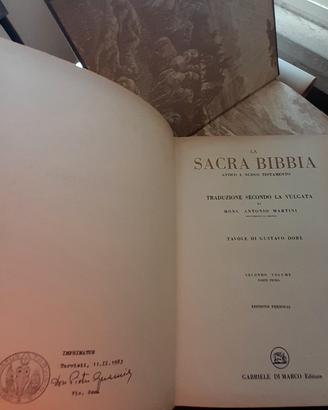 IMPRIMATUR
LA
SACRA BIBBIA
ANTICO E NUOVO TESTAMENTO
TRADUZIONE SECONDO LA VULGATA
DI
MONS. ANTONIO MARTINI
TAVOLE DI GUSTAVO DORÉ
SECONDO VOLUME
PARTE PRIMA
EDIZIONE PERSONAL
GABRIELE DI MARCO Editore